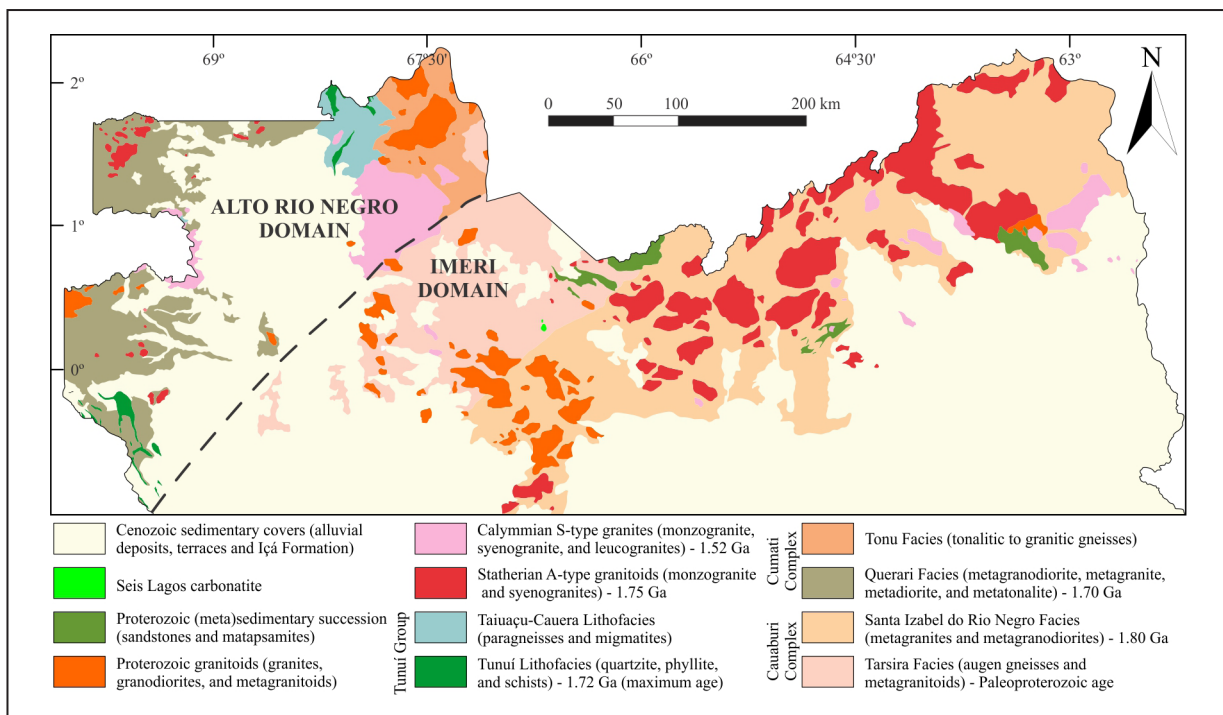 69º
67º30'
66º
64º30'
63º
N
2º
0
50
100
200 km
1º
ALTO RIO NEGRO
DOMAIN
IMERI
DOMAIN
0º
Cenozoic sedimentary covers (alluvial
deposits, terraces and Içá Formation)
Seis Lagos carbonatite
Proterozoic (meta)sedimentary succession
(sandstones and matapsamites)
Proterozoic granitoids (granites,
granodiorites, and metagranitoids)
Calymmian S-type granites (monzogranite,
syenogranite, and leucogranites) - 1.52 Ga
Statherian A-type granitoids (monzogranite
and syenogranites) - 1.75 Ga
Tunuí Group
Taiuaçu-Cauera Lithofacies
(paragneisses and migmatites)
Tunuí Lithofacies (quartzite, phyllite,
and schists) - 1.72 Ga (maximum age)
Cumati
Complex
Tonu Facies (tonalitic to granitic gneisses)
Querari Facies (metagranodiorite, metagranite,
metadiorite, and metatonalite) - 1.70 Ga
Cauaburi
Complex
Santa Izabel do Rio Negro Facies
(metagranites and metagranodiorites) - 1.80 Ga
Tarsira Facies (augen gneisses and
metagranitoids) - Paleoproterozoic age